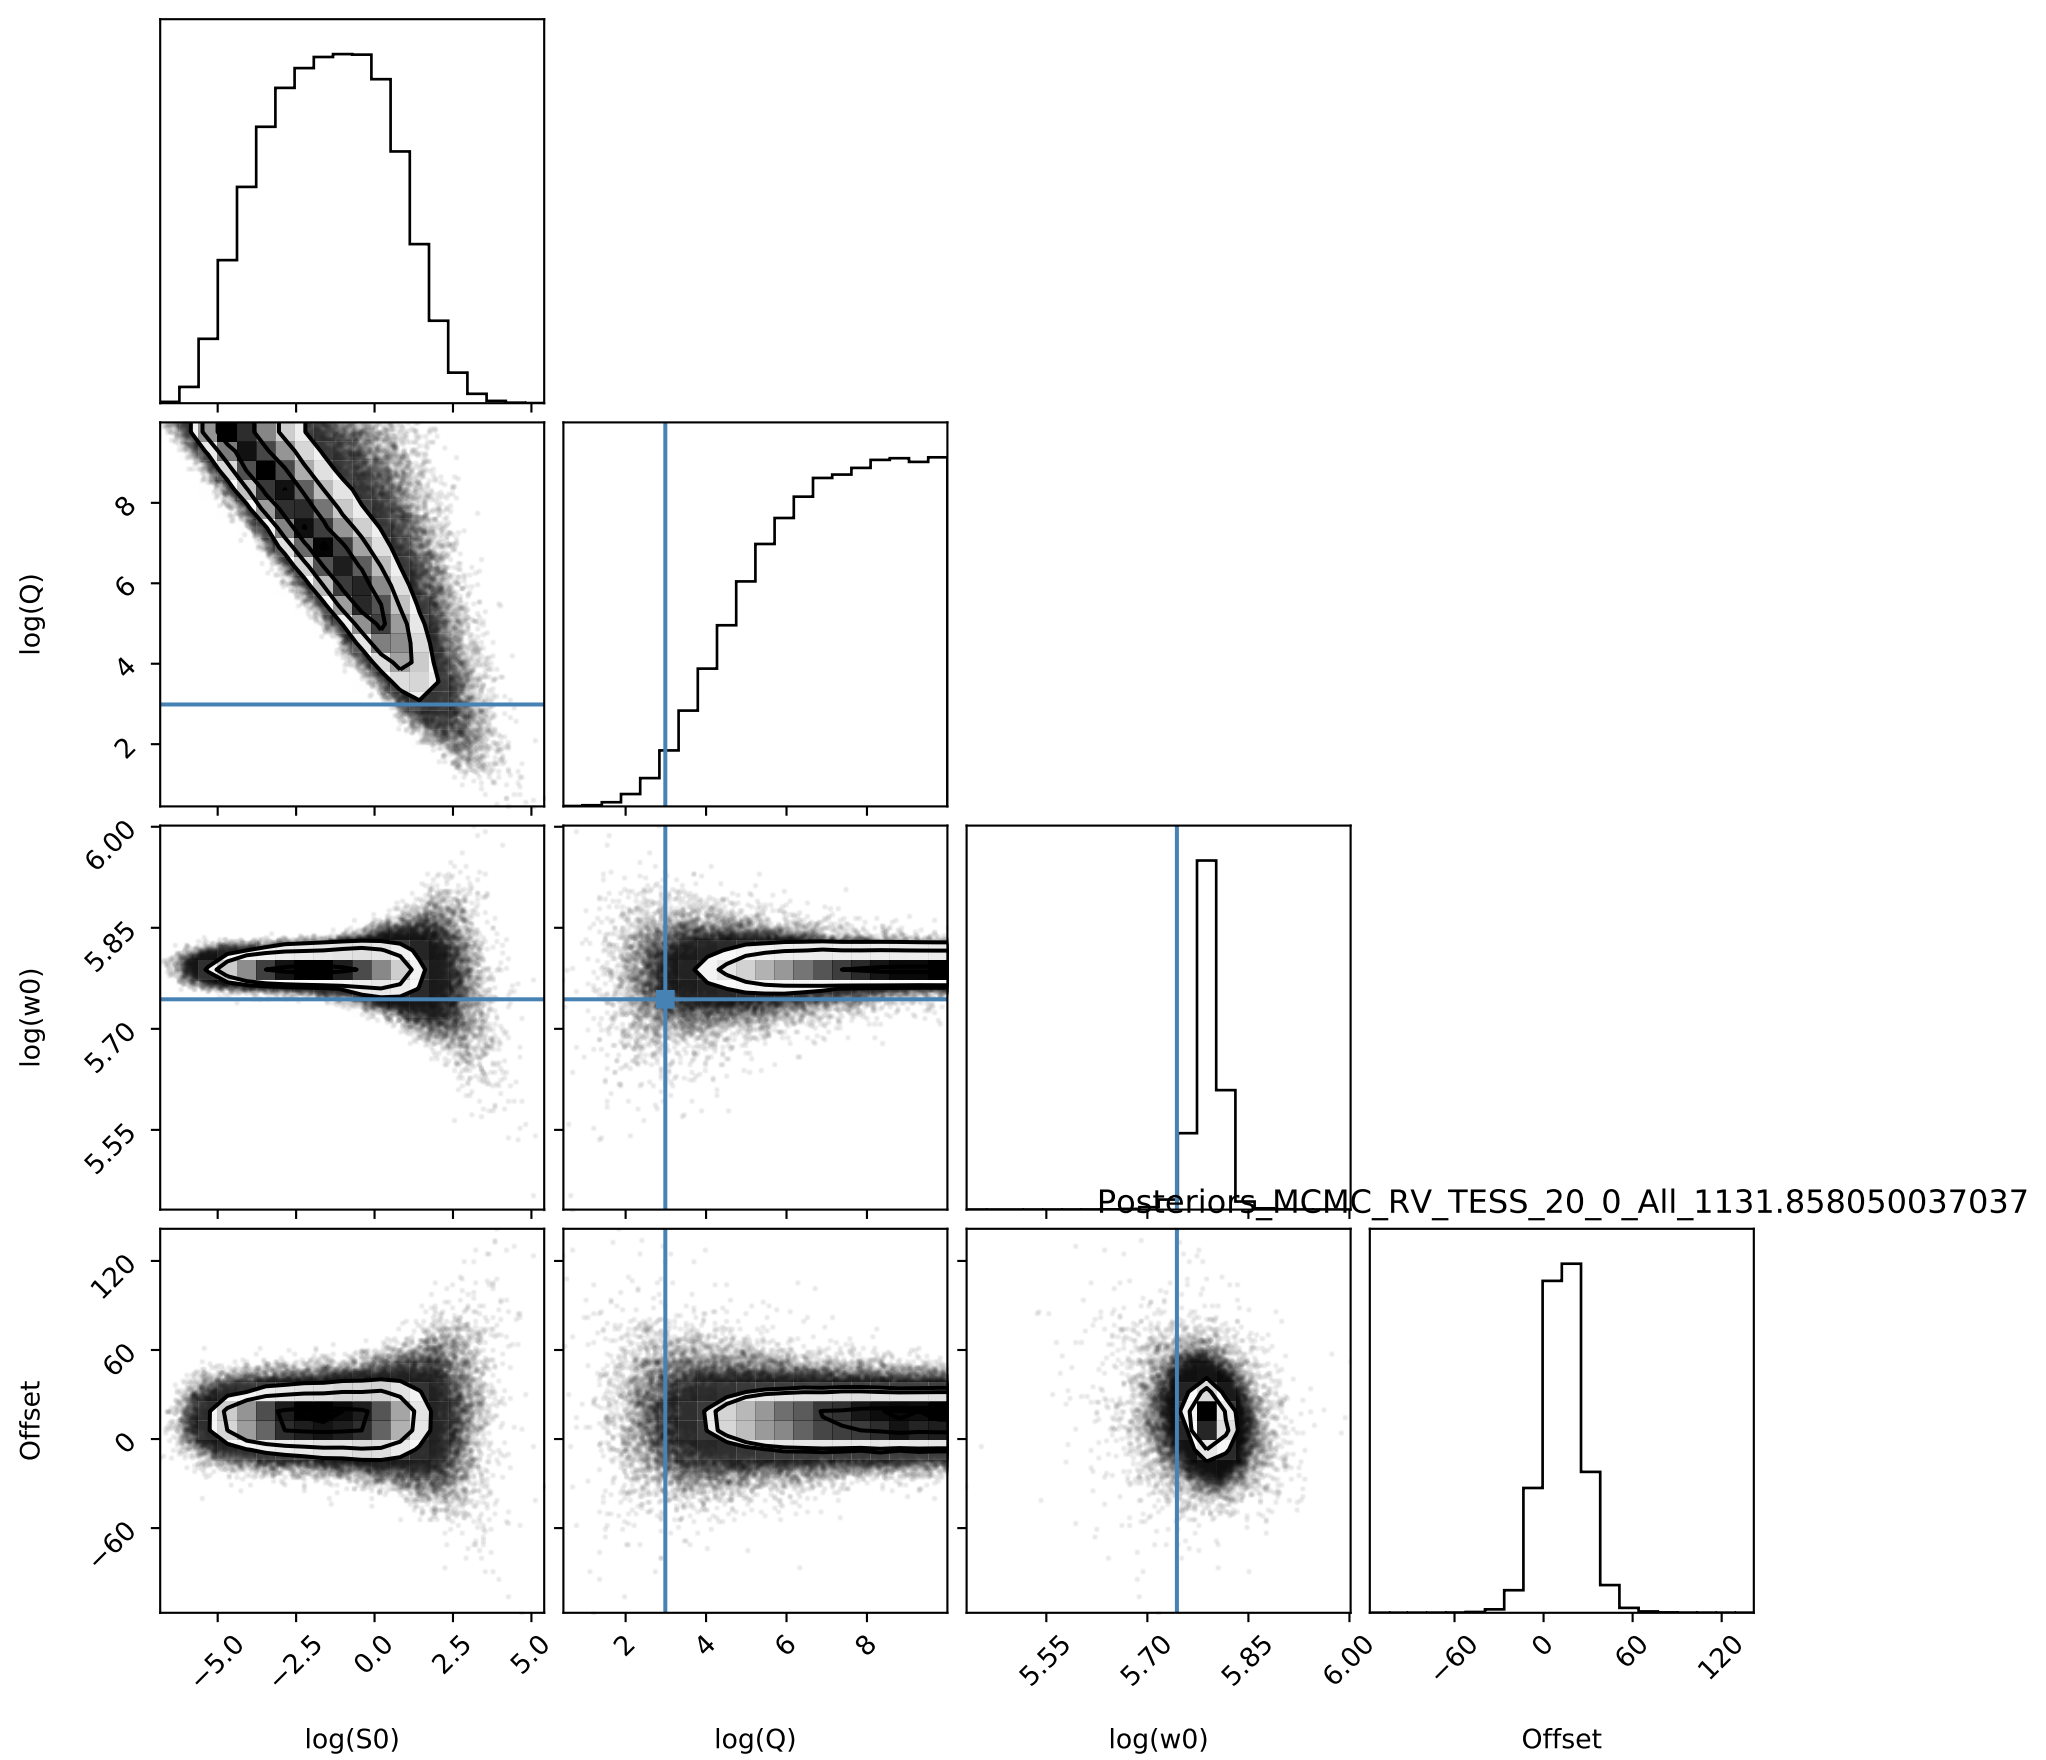 log(Q)
8
6
4
2
log(w0)
6.00
5.85
5.70
5.55
Posteriors_MCMC_RV_TESS_20_0_All_1131.858050037037
Offset
120
60
0
−60
−5.0 −2.5 0.0 2.5 5.0
2 4 6 8
5.55 5.70 5.85 6.00
−60 0 60 120
log(S0)
log(Q)
log(w0)
Offset